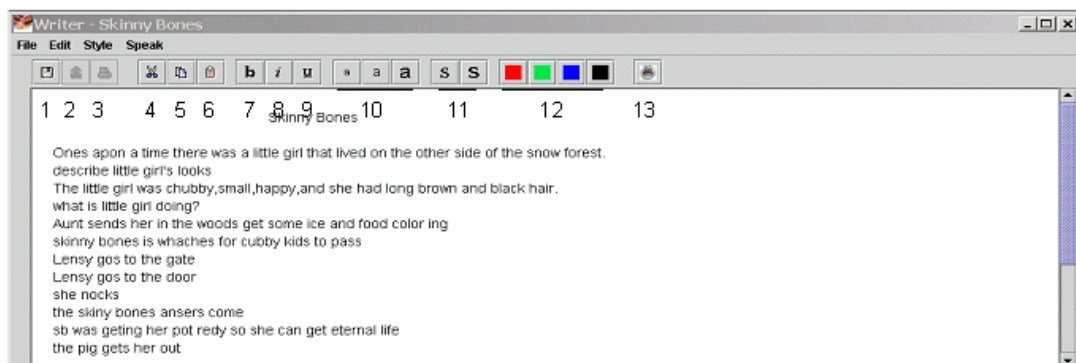 Writer - Skinny Bones
File Edit Style Speak
b i u a a a s s
1 2 3 4 5 6 7 8 9 10 11 12 13
Skinny Bones
Ones apon a time there was a little girl that lived on the other side of the snow forest.
describe little girl's looks
The little girl was chubby,small,happy,and she had long brown and black hair.
what is little girl doing?
Aunt sends her in the woods get some ice and food color ing
skinny bones is whaches for cubby kids to pass
Lensy gos to the gate
Lensy gos to the door
she nocks
the skiny bones ansers come
sb was geting her pot redy so she can get eternal life
the pig gets her out